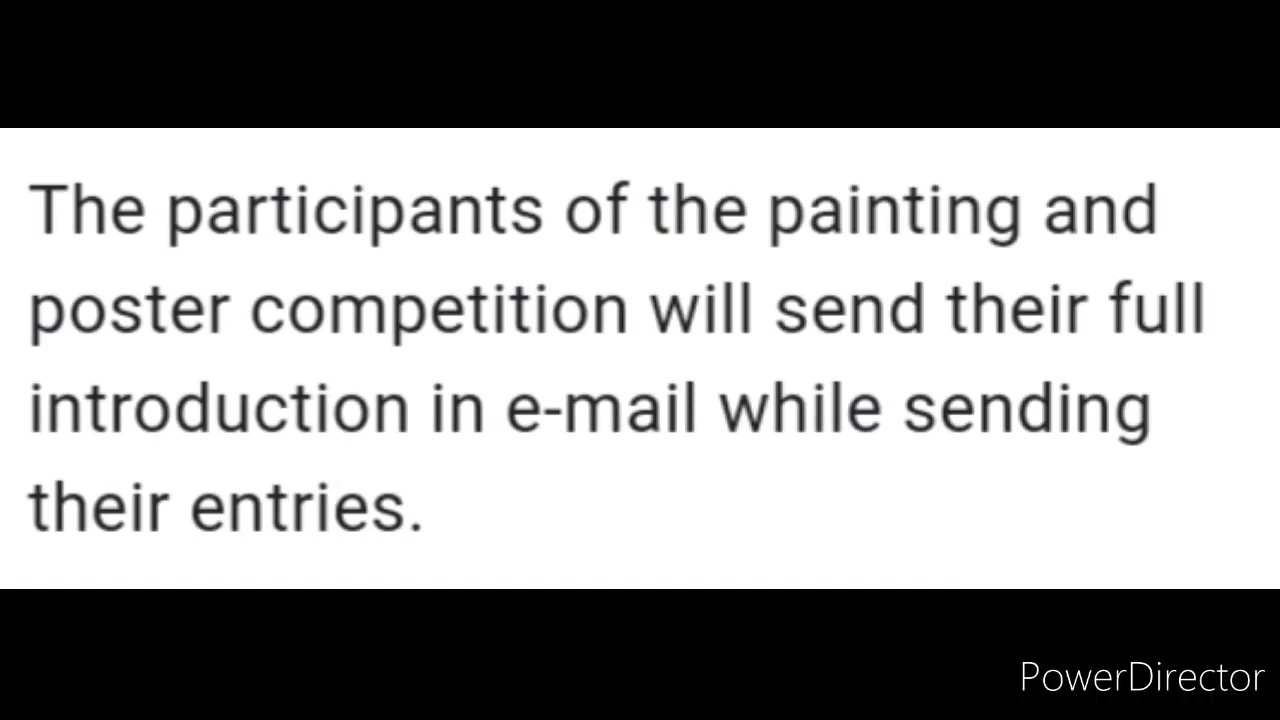 The participants of the painting and
poster competition will send their full
introduction in e-mail while sending
their entries.
PowerDirector